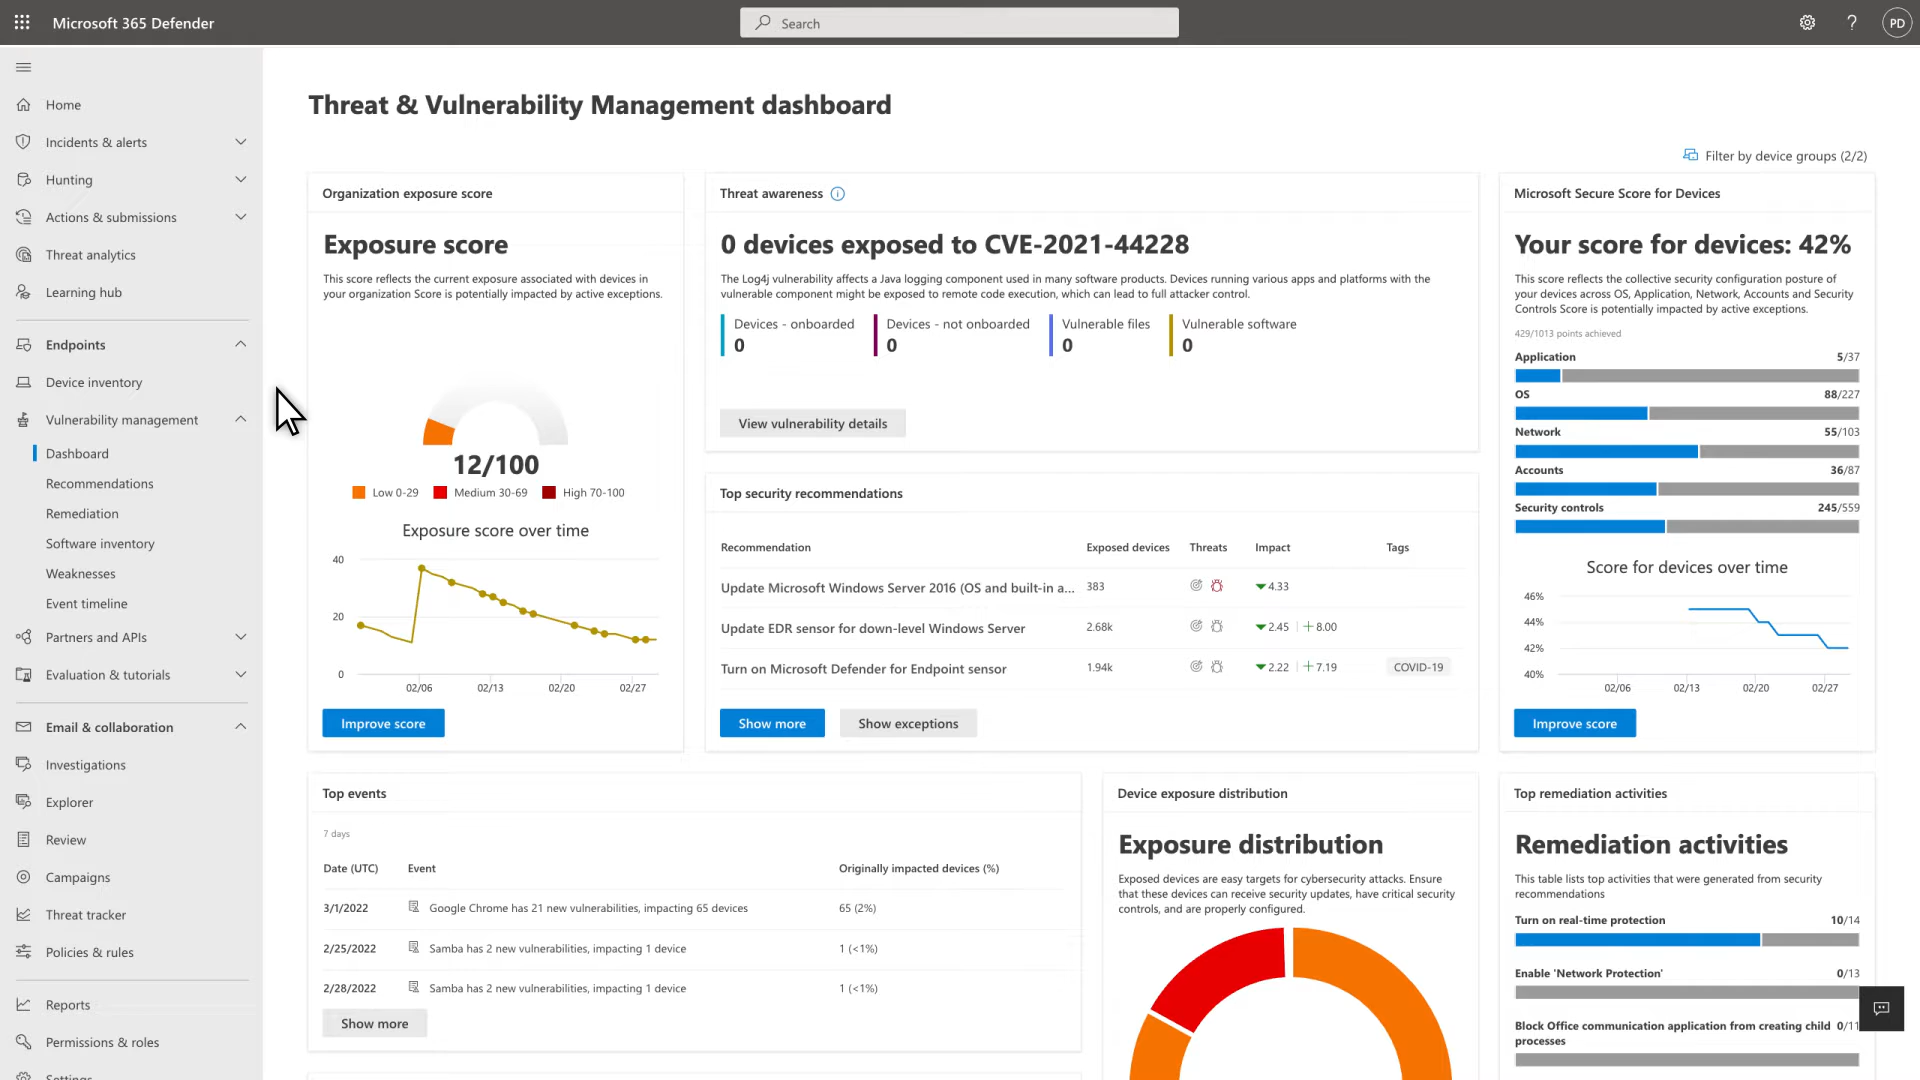 Microsoft 365 Defender
Search
PD
Home
Incidents & alerts
Hunting
Actions & submissions
Threat analytics
Learning hub
Endpoints
Device inventory
Vulnerability management
Dashboard
Recommendations
Remediation
Software inventory
Weaknesses
Event timeline
Partners and APIs
Evaluation & tutorials
Email & collaboration
Investigations
Explorer
Review
Campaigns
Threat tracker
Policies & rules
Reports
Permissions & roles
Settings
Threat & Vulnerability Management dashboard
Filter by device groups (2/2)
Organization exposure score
Exposure score
This score reflects the current exposure associated with devices in
your organization Score is potentially impacted by active exceptions.
12/100
Low 0-29 Medium 30-69 High 70-100
Exposure score over time
40
20
0
02/06 02/13 02/20 02/27
Improve score
Threat awareness
0 devices exposed to CVE-2021-44228
The Log4j vulnerability affects a Java logging component used in many software products. Devices running various apps and platforms with the
vulnerable component might be exposed to remote code execution, which can lead to full attacker control.
Devices - onboarded Devices - not onboarded Vulnerable files Vulnerable software
0 0 0 0
View vulnerability details
Top security recommendations
Recommendation Exposed devices Threats Impact Tags
Update Microsoft Windows Server 2016 (OS and built-in a... 383 4.33
Update EDR sensor for down-level Windows Server 2.68k 2.45 | +8.00
Turn on Microsoft Defender for Endpoint sensor 1.94k 2.22 | +7.19 COVID-19
Show more Show exceptions
Microsoft Secure Score for Devices
Your score for devices: 42%
This score reflects the collective security configuration posture of
your devices across OS, Application, Network, Accounts and Security
Controls Score is potentially impacted by active exceptions.
429/1013 points achieved
Application 5/37
OS 88/227
Network 55/103
Accounts 36/87
Security controls 245/559
Score for devices over time
46%
44%
42%
40%
02/06 02/13 02/20 02/27
Improve score
Top events
7 days
Date (UTC) Event Originally impacted devices (%)
3/1/2022 Google Chrome has 21 new vulnerabilities, impacting 65 devices 65 (2%)
2/25/2022 Samba has 2 new vulnerabilities, impacting 1 device 1 (<1%)
2/28/2022 Samba has 2 new vulnerabilities, impacting 1 device 1 (<1%)
Show more
Device exposure distribution
Exposure distribution
Exposed devices are easy targets for cybersecurity attacks. Ensure
that these devices can receive security updates, have critical security
controls, and are properly configured.
Top remediation activities
Remediation activities
This table lists top activities that were generated from security
recommendations
Turn on real-time protection 10/14
Enable 'Network Protection' 0/13
Block Office communication application from creating child 0/11
processes